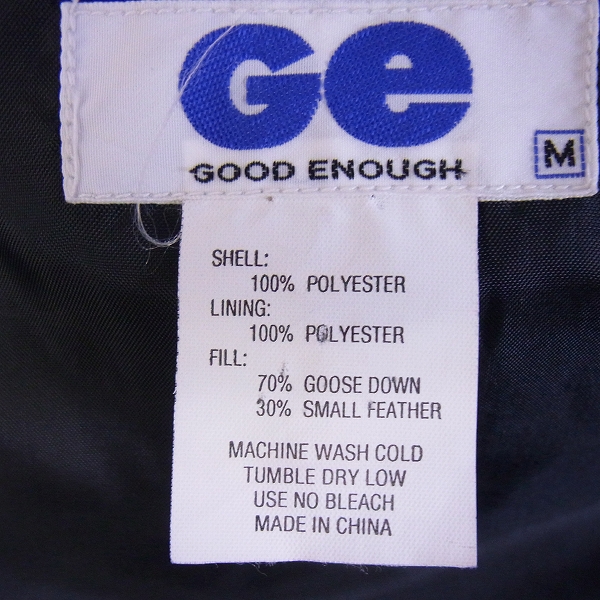 Ge
GOOD ENOUGH
M
SHELL:
100% POLYESTER
LINING:
100% POLYESTER
FILL:
70% GOOSE DOWN
30% SMALL FEATHER
MACHINE WASH COLD
TUMBLE DRY LOW
USE NO BLEACH
MADE IN CHINA